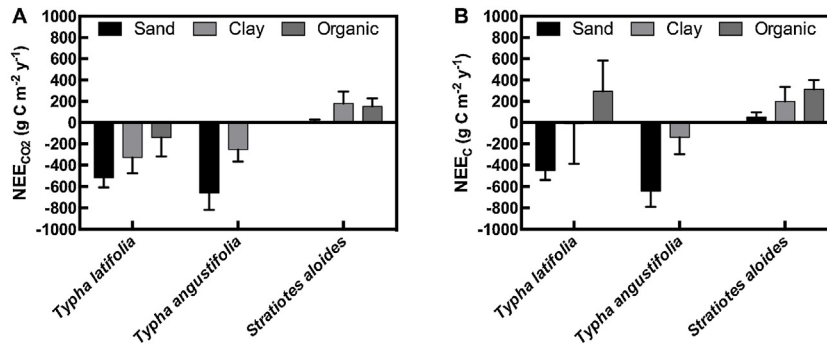 A
Sand Clay Organic
NEE_CO2 (g C m⁻² y⁻¹)
1000
800
600
400
200
0
-200
-400
-600
-800
-1000
Typha latifolia
Typha angustifolia
Stratiotes aloides
B
Sand Clay Organic
NEE_C (g C m⁻² y⁻¹)
1000
800
600
400
200
0
-200
-400
-600
-800
-1000
Typha latifolia
Typha angustifolia
Stratiotes aloides